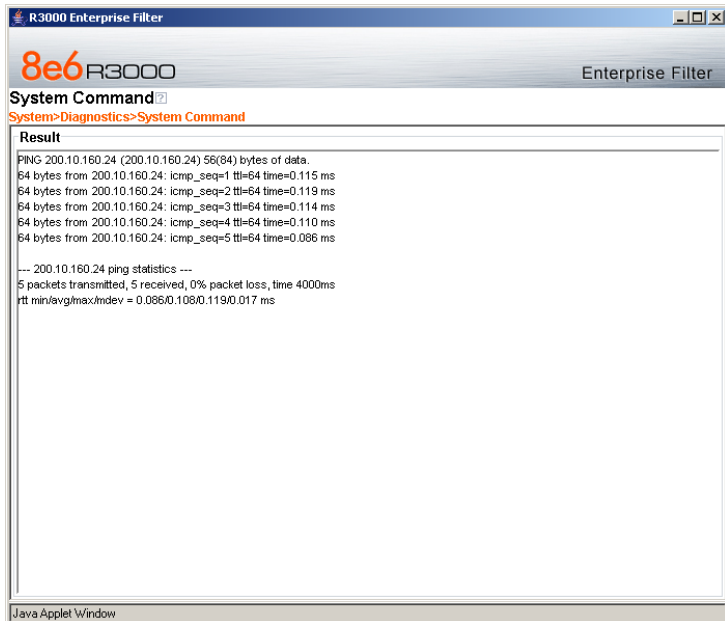 R3000 Enterprise Filter
8e6 R3000
Enterprise Filter
System Command?
System>Diagnostics>System Command
Result
PING 200.10.160.24 (200.10.160.24) 56(84) bytes of data.
64 bytes from 200.10.160.24: icmp_seq=1 ttl=64 time=0.115 ms
64 bytes from 200.10.160.24: icmp_seq=2 ttl=64 time=0.119 ms
64 bytes from 200.10.160.24: icmp_seq=3 ttl=64 time=0.114 ms
64 bytes from 200.10.160.24: icmp_seq=4 ttl=64 time=0.110 ms
64 bytes from 200.10.160.24: icmp_seq=5 ttl=64 time=0.086 ms
--- 200.10.160.24 ping statistics ---
5 packets transmitted, 5 received, 0% packet loss, time 4000ms
rtt min/avg/max/mdev = 0.086/0.108/0.119/0.017 ms
Java Applet Window